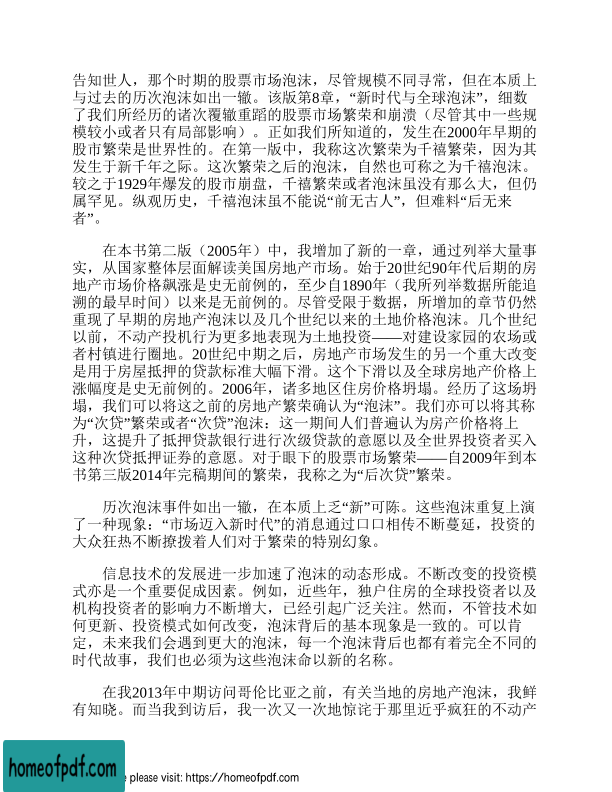 告知世人，那个时期的股票市场泡沫，尽管规模不同寻常，但在本质上
与过去的历次泡沫如出一辙。该版第8章，“新时代与全球泡沫”，细数
了我们所经历的诸次覆辙重蹈的股票市场繁荣和崩溃（尽管其中一些规
模较小或者只有局部影响）。正如我们所知道的，发生在2000年早期的
股市繁荣是世界性的。在第一版中，我称这次繁荣为千禧繁荣，因为其
发生于新千年之际。这次繁荣之后的泡沫，自然也可称之为千禧泡沫。
较之于1929年爆发的股市崩盘，千禧繁荣或者泡沫虽没有那么大，但仍
属罕见。纵观历史，千禧泡沫虽不能说“前无古人”，但难料“后无来
者”。
在本书第二版（2005年）中，我增加了新的一章，通过列举大量事
实，从国家整体层面解读美国房地产市场。始于20世纪90年代后期的房
地产市场价格飙涨是史无前例的，至少自1890年（我所列举数据所能追
溯的最早时间）以来是无前例的。尽管受限于数据，所增加的章节仍然
重现了早期的房地产泡沫以及几个世纪以来的土地价格泡沫。几个世纪
以前，不动产投机行为更多地表现为土地投资——对建设家园的农场或
者村镇进行圈地。20世纪中期之后，房地产市场发生的另一个重大改变
是用于房屋抵押的贷款标准大幅下滑。这个下滑以及全球房地产价格上
涨幅度是史无前例的。2006年，诸多地区住房价格坍塌。经历了这场坍
塌，我们可以将这之前的房地产繁荣确认为“泡沫”。我们亦可以将其称
为“次贷”繁荣或者“次贷”泡沫：这一期间人们普遍认为房产价格将上
升，这提升了抵押贷款银行进行次级贷款的意愿以及全世界投资者买入
这种次贷抵押证券的意愿。对于眼下的股票市场繁荣——自2009年到本
书第三版2014年完稿期间的繁荣，我称之为“后次贷”繁荣。
历次泡沫事件如出一辙，在本质上乏“新”可陈。这些泡沫重复上演
了一种现象：“市场迈入新时代”的消息通过口口相传不断蔓延，投资的
大众狂热不断撩拨着人们对于繁荣的特别幻象。
信息技术的发展进一步加速了泡沫的动态形成。不断改变的投资模
式亦是一个重要促成因素。例如，近些年，独户住房的全球投资者以及
机构投资者的影响力不断增大，已经引起广泛关注。然而，不管技术如
何更新、投资模式如何改变，泡沫背后的基本现象是一致的。可以肯
定，未来我们会遇到更大的泡沫，每一个泡沫背后也都有着完全不同的
时代故事，我们也必须为这些泡沫命以新的名称。
在我2013年中期访问哥伦比亚之前，有关当地的房地产泡沫，我鲜
有知晓。而当我到访后，我一次又一次地惊诧于那里近乎疯狂的不动产
homeofpdf.com
e please visit: https://homeofpdf.com